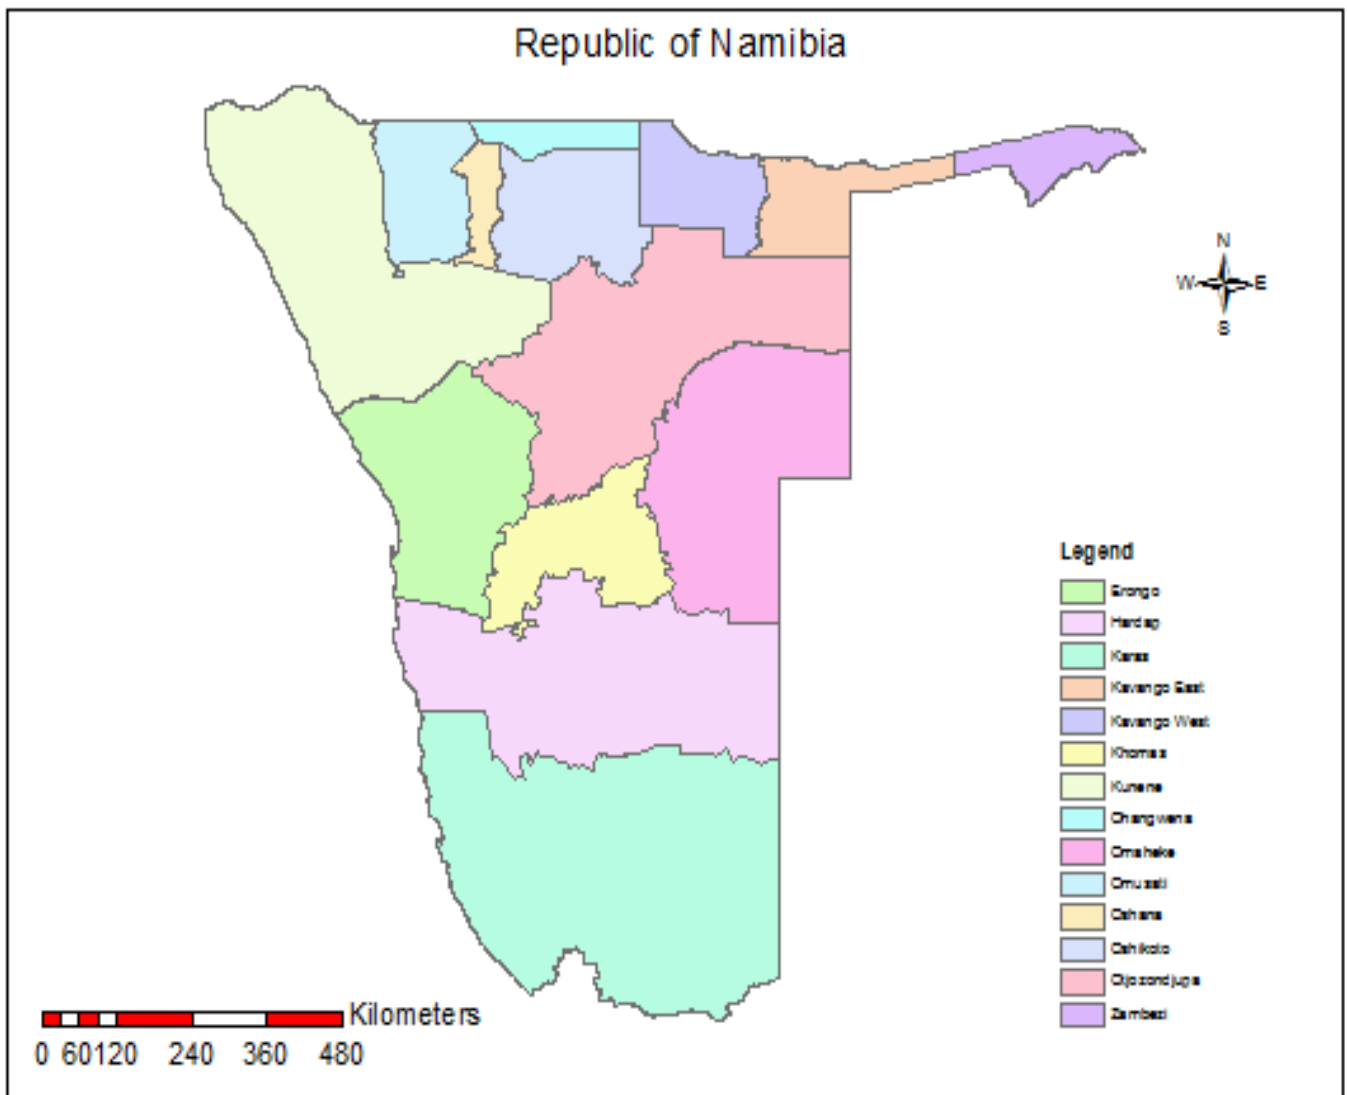 Republic of Namibia
N
W E
S
Legend
Erongo
Hardap
Karas
Kavango East
Kavango West
Khomas
Kunene
Ohangwena
Omaheke
Omusati
Oshana
Oshikoto
Otjozondjupa
Zambezi
Kilometers
0 60120 240 360 480